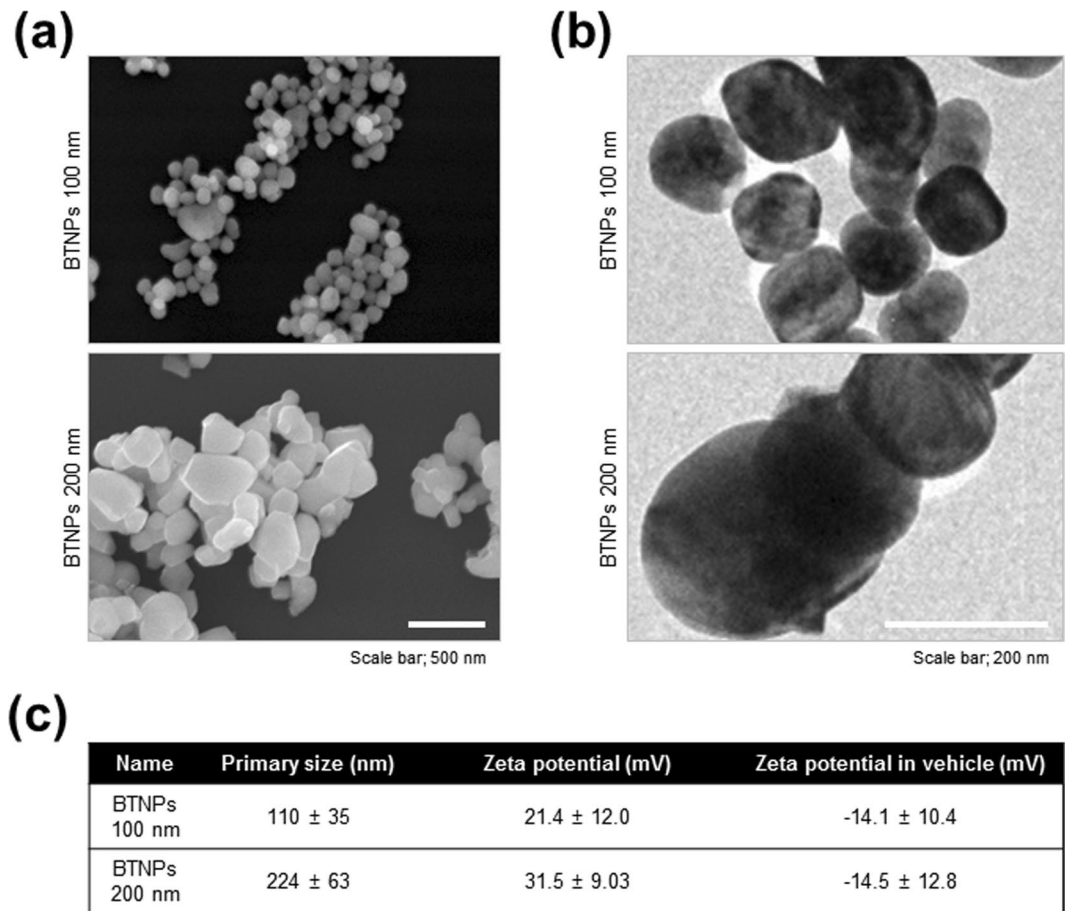 (a)
(b)
BTNPs 100 nm
BTNPs 100 nm
BTNPs 200 nm
BTNPs 200 nm
Scale bar; 500 nm
Scale bar; 200 nm
(c)
Name Primary size (nm) Zeta potential (mV) Zeta potential in vehicle (mV)
BTNPs
100 nm
110 ± 35 21.4 ± 12.0 -14.1 ± 10.4
BTNPs
200 nm
224 ± 63 31.5 ± 9.03 -14.5 ± 12.8